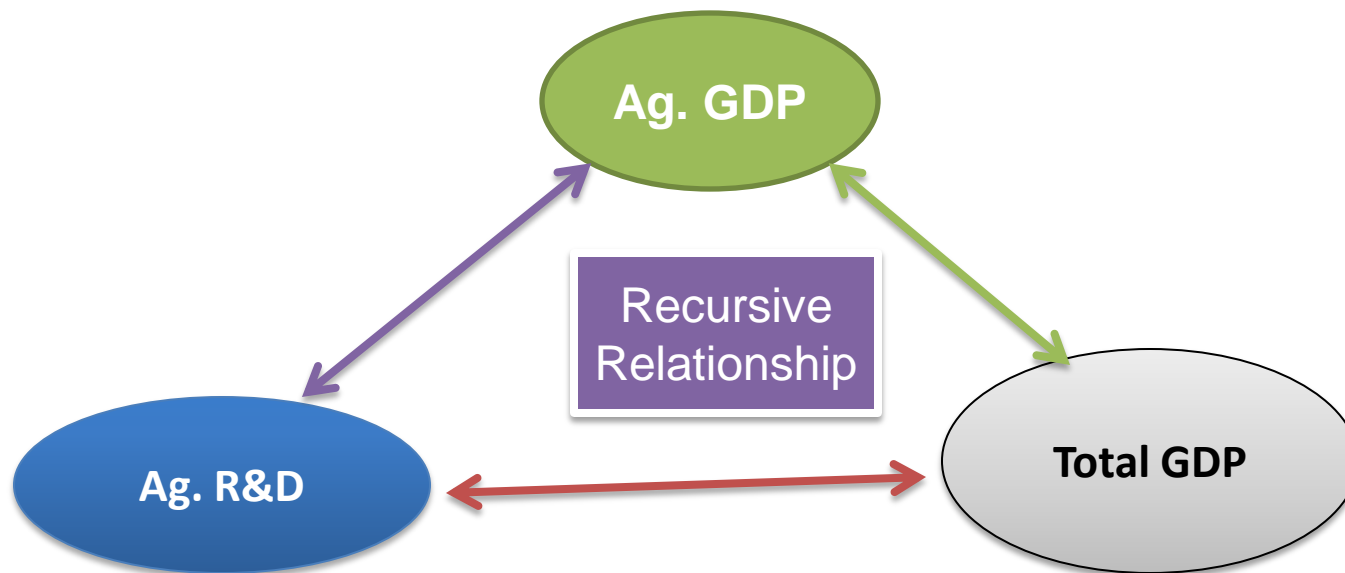 Ag. GDP
Recursive
Relationship
Ag. R&D
Total GDP